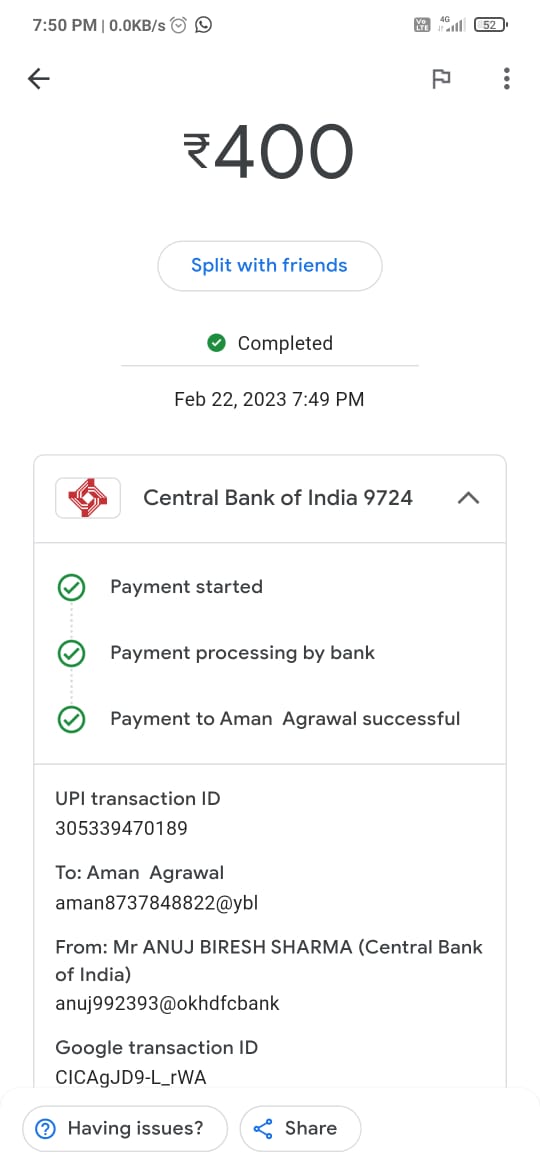 7:50 PM | 0.0KB/s
Vo LTE 4G 52
₹400
Split with friends
Completed
Feb 22, 2023 7:49 PM
Central Bank of India 9724
Payment started
Payment processing by bank
Payment to Aman  Agrawal successful
UPI transaction ID
305339470189
To: Aman  Agrawal
aman8737848822@ybl
From: Mr ANUJ BIRESH SHARMA (Central Bank
of India)
anuj992393@okhdfcbank
Google transaction ID
CICAgJD9-L_rWA
Having issues?
Share